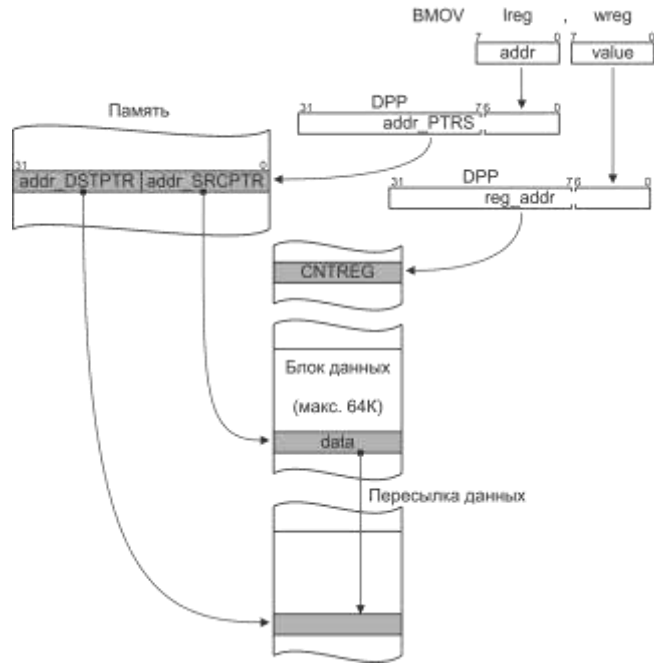 BMOV lreg , wreg
7 0 7 0
addr value
Память
31 DPP 7 6 0
addr_PTRS
31 0
addr_DSTPTR addr_SRCPTR
31 DPP 7 6 0
reg_addr
CNTREG
Блок данных
(макс. 64K)
data
Пересылка данных